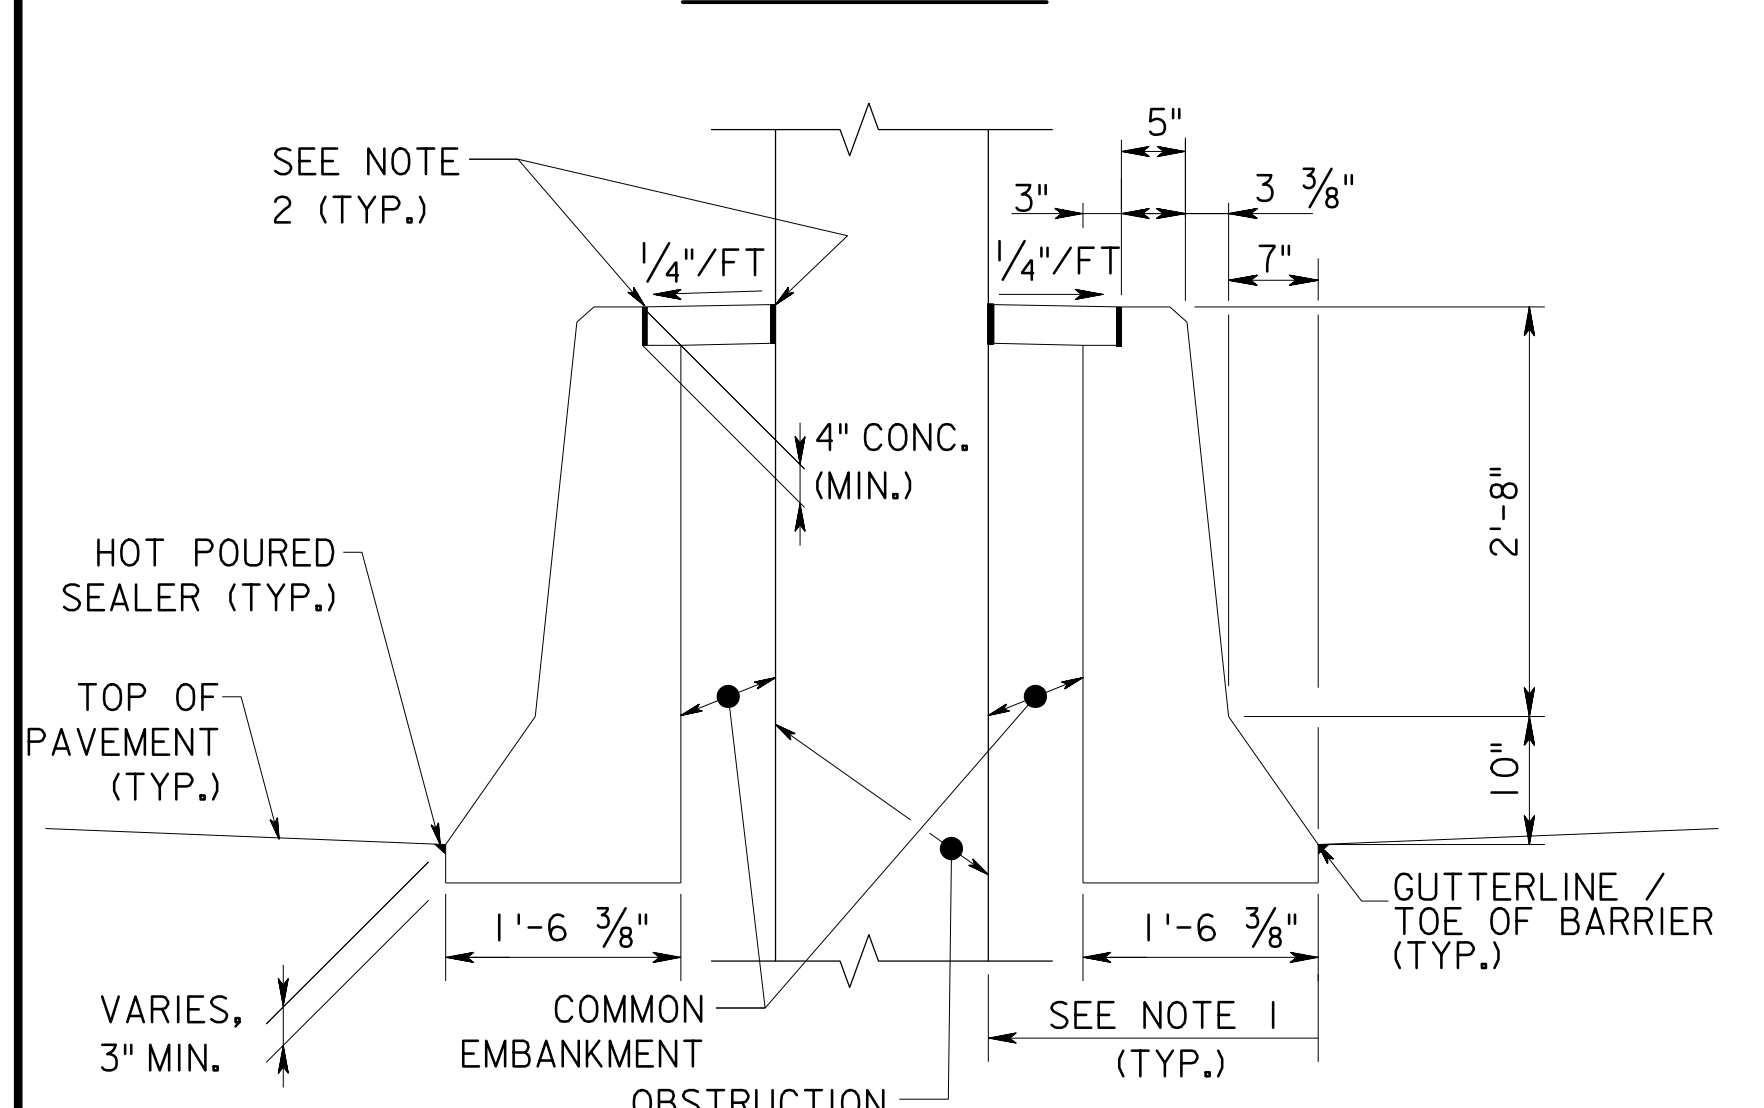 5"
SEE NOTE
2 (TYP.)
3"
3 3/8"
1/4"/FT
1/4"/FT
7"
4" CONC.
(MIN.)
2'-8"
HOT POURED
SEALER (TYP.)
TOP OF
PAVEMENT
(TYP.)
10"
GUTTERLINE /
TOE OF BARRIER
(TYP.)
1'-6 3/8"
1'-6 3/8"
VARIES,
3" MIN.
COMMON
EMBANKMENT
SEE NOTE 1
(TYP.)
OBSTRUCTION